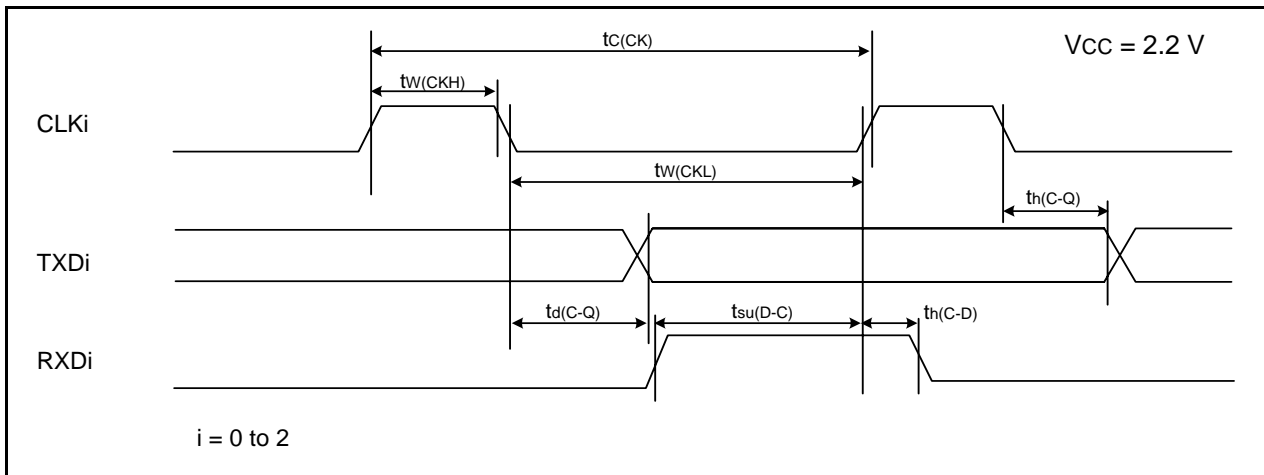 tC(CK)
VCC = 2.2 V
tW(CKH)
CLKi
tW(CKL)
th(C-Q)
TXDi
td(C-Q)
tsu(D-C)
th(C-D)
RXDi
i = 0 to 2